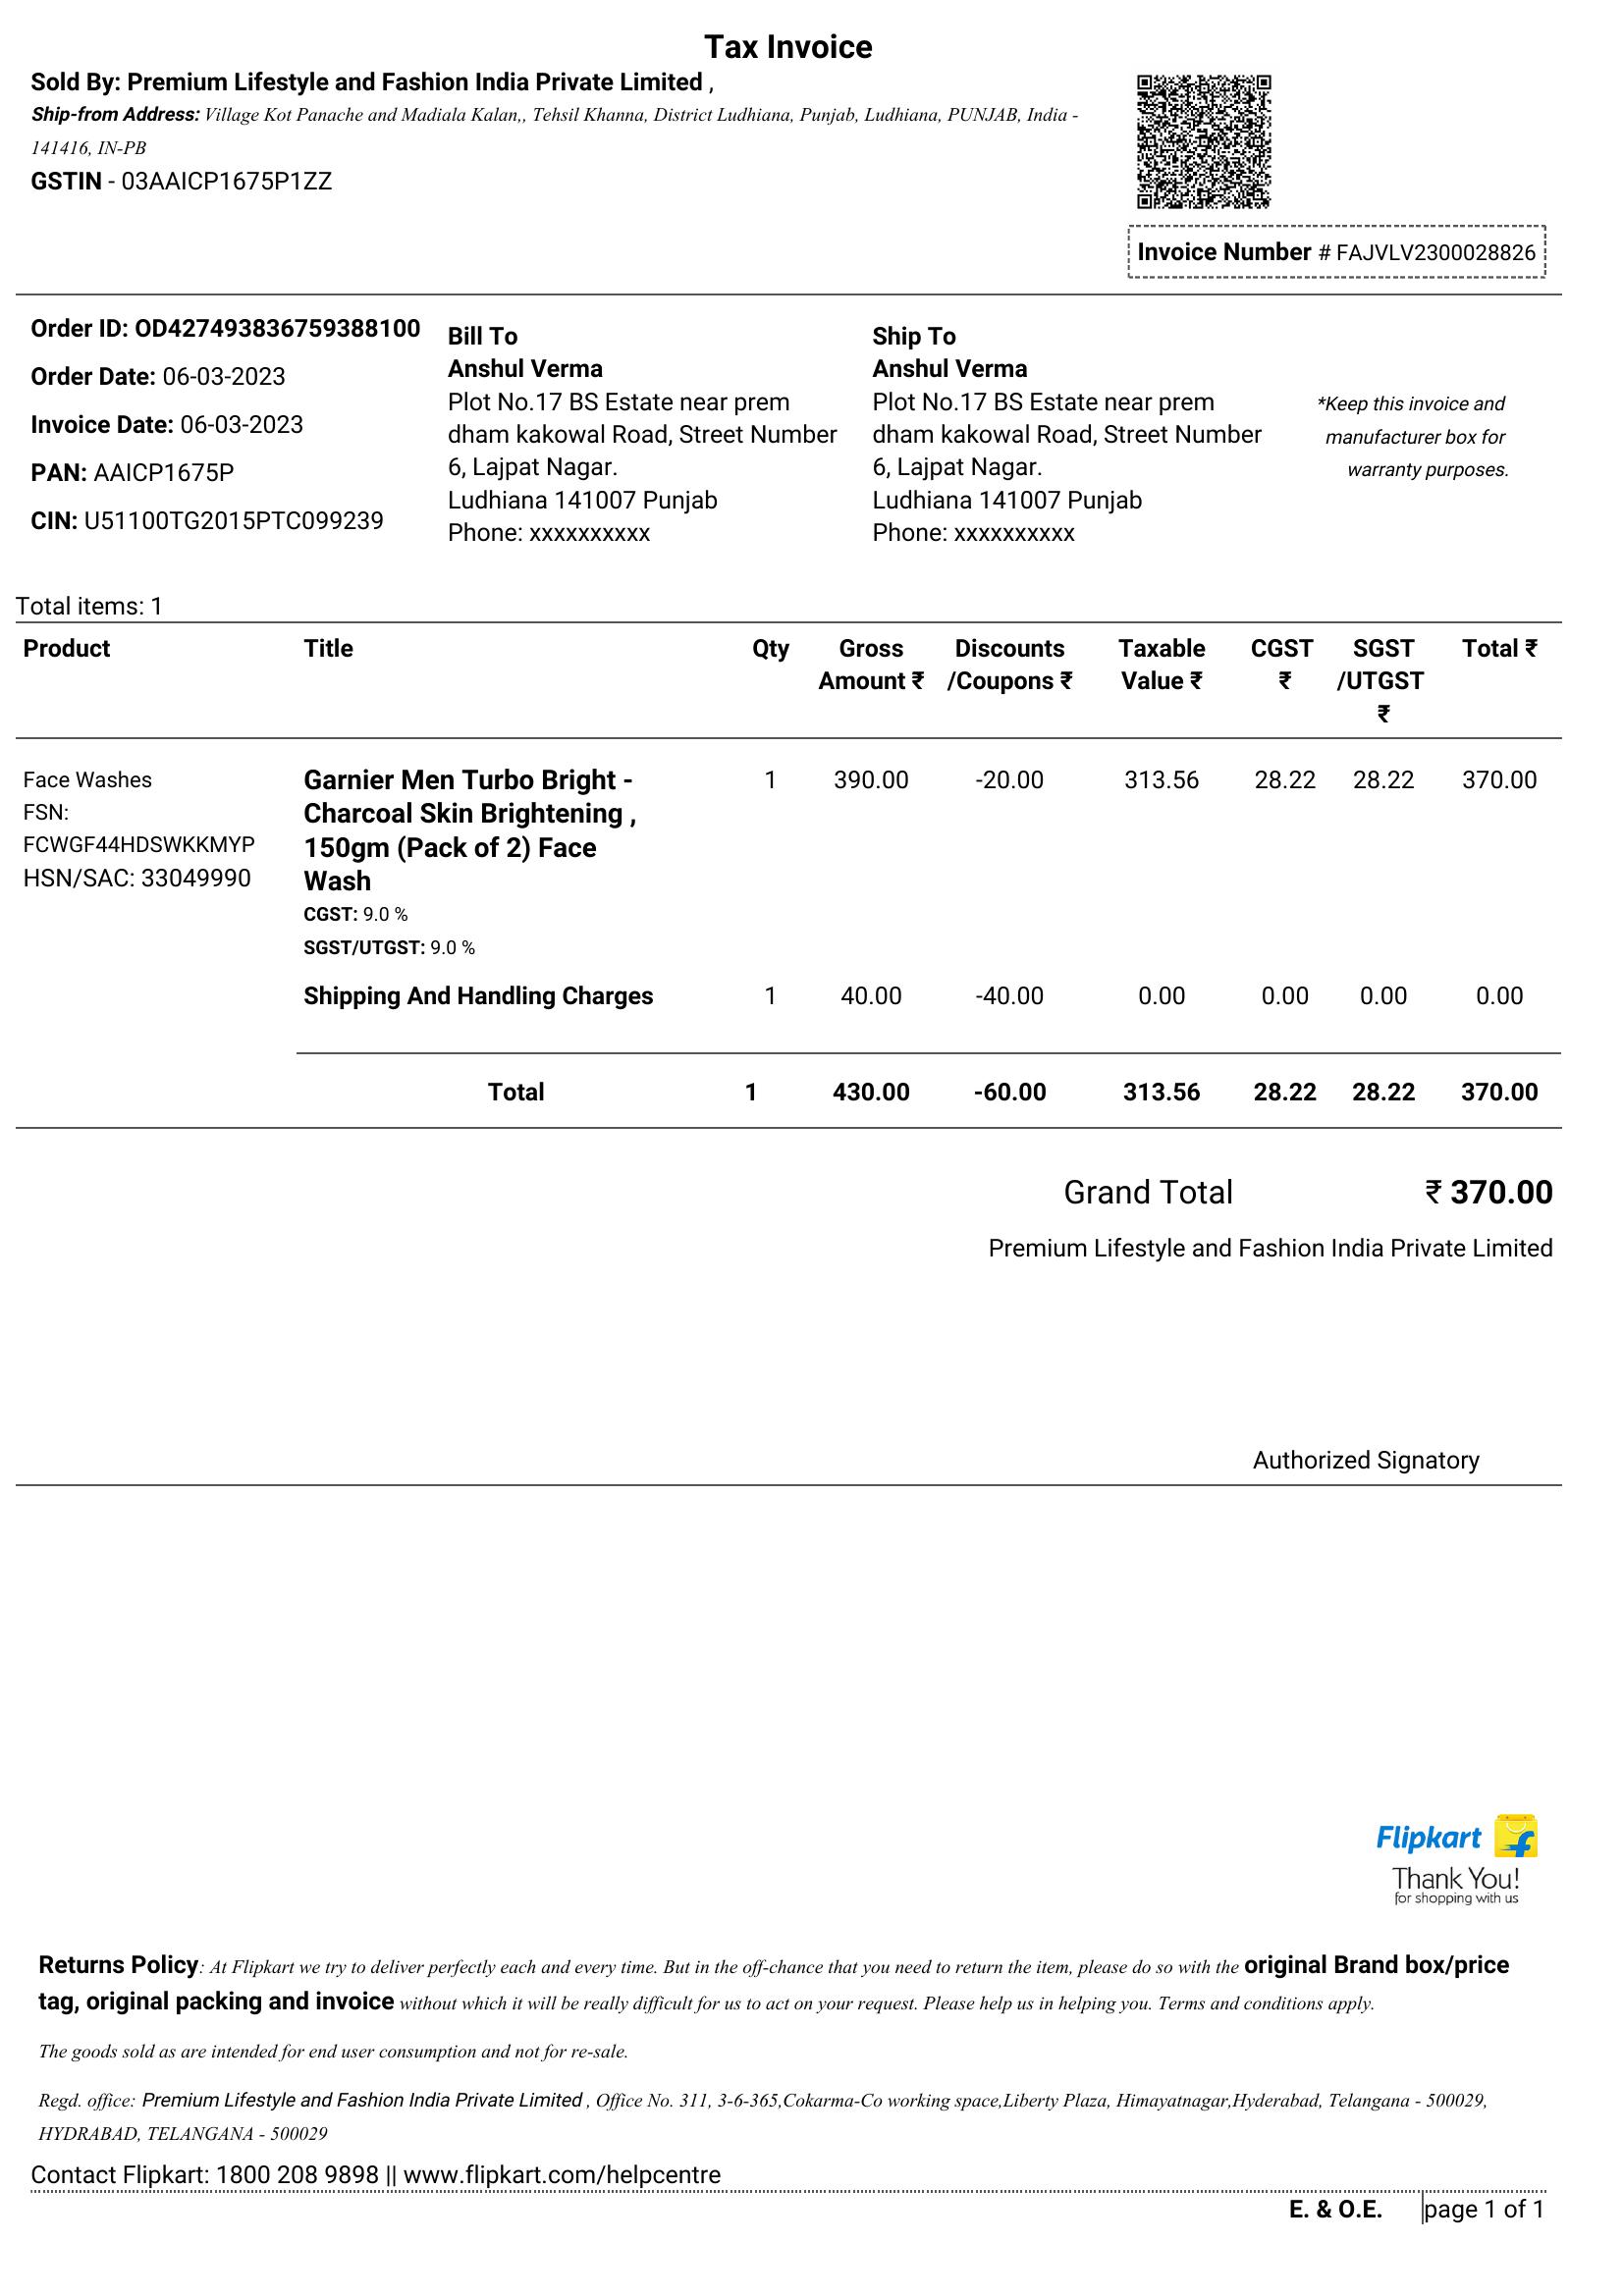 Tax Invoice
Sold By: Premium Lifestyle and Fashion India Private Limited ,
Ship-from Address: Village Kot Panache and Madiala Kalan,, Tehsil Khanna, District Ludhiana, Punjab, Ludhiana, PUNJAB, India -
141416, IN-PB
GSTIN - 03AAICP1675P1ZZ
Invoice Number # FAJVLV2300028826
Order ID: OD427493836759388100
Order Date: 06-03-2023
Invoice Date: 06-03-2023
PAN: AAICP1675P
CIN: U51100TG2015PTC099239
Bill To
Anshul Verma
Plot No.17 BS Estate near prem
dham kakowal Road, Street Number
6, Lajpat Nagar.
Ludhiana 141007 Punjab
Phone: xxxxxxxxxx
Ship To
Anshul Verma
Plot No.17 BS Estate near prem
dham kakowal Road, Street Number
6, Lajpat Nagar.
Ludhiana 141007 Punjab
Phone: xxxxxxxxxx
*Keep this invoice and
manufacturer box for
warranty purposes.
Total items: 1
Product Title Qty Gross Amount ₹ Discounts /Coupons ₹ Taxable Value ₹ CGST ₹ SGST /UTGST ₹ Total ₹
Face Washes
FSN:
FCWGF44HDSWKKMYP
HSN/SAC: 33049990
Garnier Men Turbo Bright -
Charcoal Skin Brightening ,
150gm (Pack of 2) Face
Wash
CGST: 9.0 %
SGST/UTGST: 9.0 %
1 390.00 -20.00 313.56 28.22 28.22 370.00
Shipping And Handling Charges 1 40.00 -40.00 0.00 0.00 0.00 0.00
Total 1 430.00 -60.00 313.56 28.22 28.22 370.00
Grand Total ₹ 370.00
Premium Lifestyle and Fashion India Private Limited
Authorized Signatory
Flipkart
Thank You!
for shopping with us
Returns Policy: At Flipkart we try to deliver perfectly each and every time. But in the off-chance that you need to return the item, please do so with the original Brand box/price
tag, original packing and invoice without which it will be really difficult for us to act on your request. Please help us in helping you. Terms and conditions apply.
The goods sold as are intended for end user consumption and not for re-sale.
Regd. office: Premium Lifestyle and Fashion India Private Limited , Office No. 311, 3-6-365,Cokarma-Co working space,Liberty Plaza, Himayatnagar,Hyderabad, Telangana - 500029,
HYDRABAD, TELANGANA - 500029
Contact Flipkart: 1800 208 9898 || www.flipkart.com/helpcentre
E. & O.E. page 1 of 1